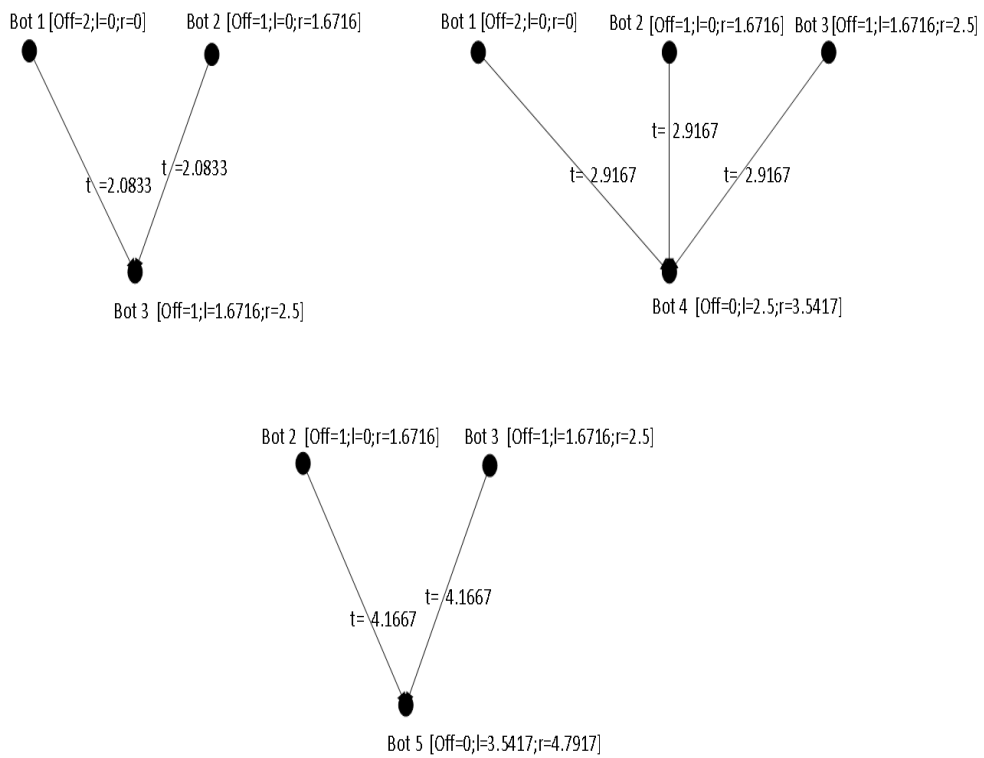 Bot 1 [Off=2;l=0;r=0]
Bot 2 [Off=1;l=0;r=1.6716]
t =2.0833
t =2.0833
Bot 3 [Off=1;l=1.6716;r=2.5]
Bot 1 [Off=2;l=0;r=0]
Bot 2 [Off=1;l=0;r=1.6716]
Bot 3 [Off=1;l=1.6716;r=2.5]
t= 2.9167
t= 2.9167
t= 2.9167
Bot 4 [Off=0;l=2.5;r=3.5417]
Bot 2 [Off=1;l=0;r=1.6716]
Bot 3 [Off=1;l=1.6716;r=2.5]
t= 4.1667
t= 4.1667
Bot 5 [Off=0;l=3.5417;r=4.7917]